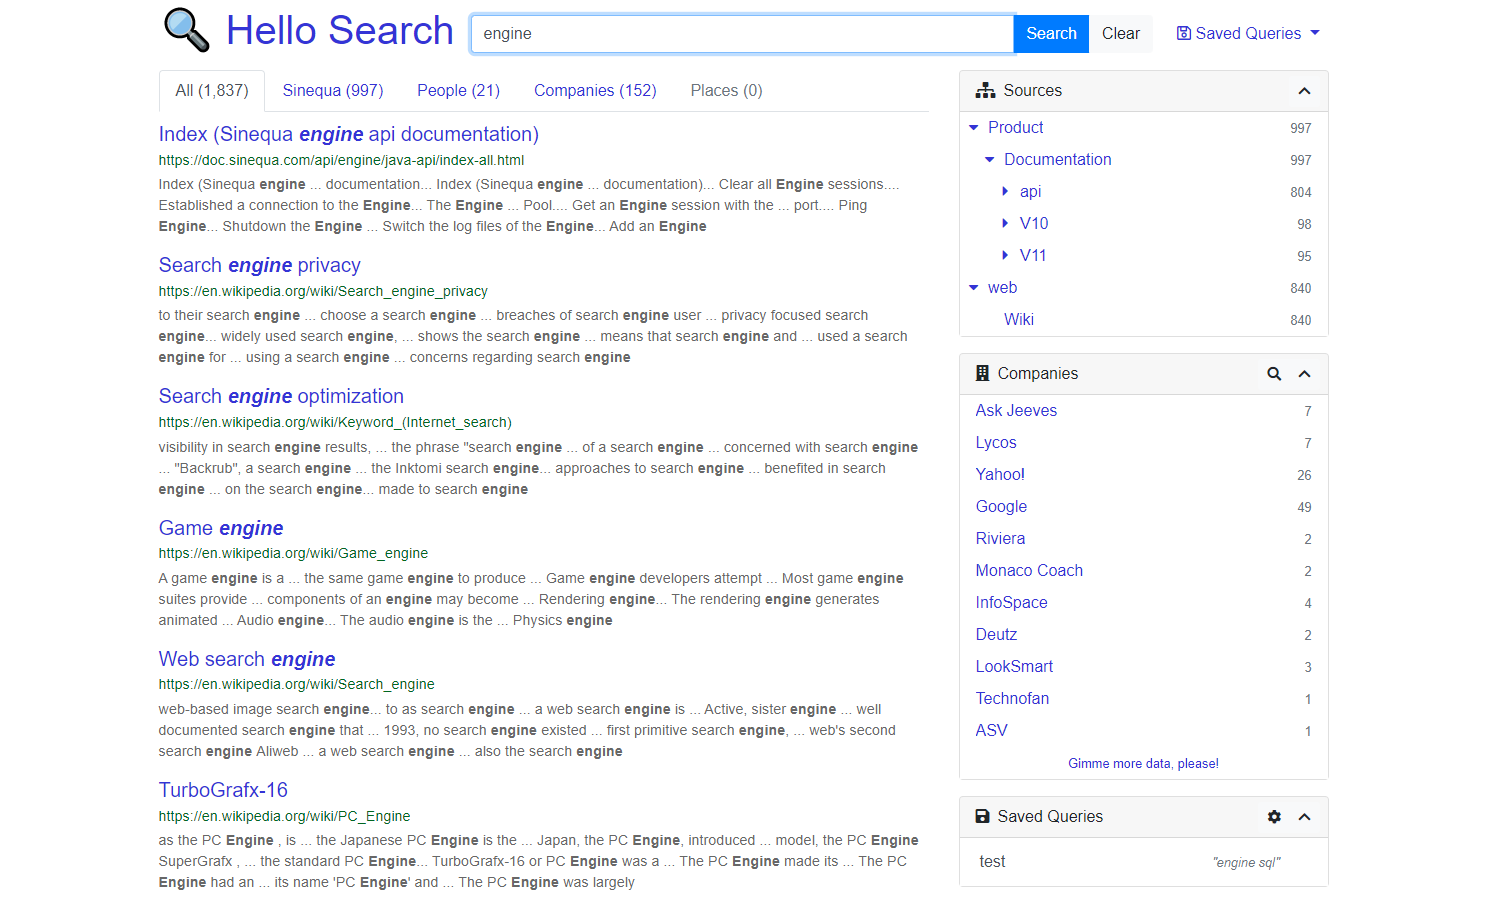 Hello Search
engine
Search
Clear
Saved Queries
All (1,837)
Sinequa (997)
People (21)
Companies (152)
Places (0)
Index (Sinequa engine api documentation)
https://doc.sinequa.com/api/engine/java-api/index-all.html
Index (Sinequa engine ... documentation... Index (Sinequa engine ... documentation)... Clear all Engine sessions....
Established a connection to the Engine... The Engine ... Pool.... Get an Engine session with the ... port.... Ping
Engine... Shutdown the Engine ... Switch the log files of the Engine... Add an Engine
Search engine privacy
https://en.wikipedia.org/wiki/Search_engine_privacy
to their search engine ... choose a search engine ... breaches of search engine user ... privacy focused search
engine... widely used search engine, ... shows the search engine ... means that search engine and ... used a search
engine for ... using a search engine ... concerns regarding search engine
Search engine optimization
https://en.wikipedia.org/wiki/Keyword_(Internet_search)
visibility in search engine results, ... the phrase "search engine ... of a search engine ... concerned with search engine
... "Backrub", a search engine ... the Inktomi search engine... approaches to search engine ... benefited in search
engine ... on the search engine... made to search engine
Game engine
https://en.wikipedia.org/wiki/Game_engine
A game engine is a ... the same game engine to produce ... Game engine developers attempt ... Most game engine
suites provide ... components of an engine may become ... Rendering engine... The rendering engine generates
animated ... Audio engine... The audio engine is the ... Physics engine
Web search engine
https://en.wikipedia.org/wiki/Search_engine
web-based image search engine... to as search engine ... a web search engine is ... Active, sister engine ... well
documented search engine that ... 1993, no search engine existed ... first primitive search engine, ... web's second
search engine Aliweb ... a web search engine ... also the search engine
TurboGrafx-16
https://en.wikipedia.org/wiki/PC_Engine
as the PC Engine , is ... the Japanese PC Engine is the ... Japan, the PC Engine, introduced ... model, the PC Engine
SuperGrafx , ... the standard PC Engine... TurboGrafx-16 or PC Engine was a ... The PC Engine made its ... The PC
Engine had an ... its name 'PC Engine' and ... The PC Engine was largely
Sources
Product 997
Documentation 997
api 804
V10 98
V11 95
web 840
Wiki 840
Companies
Ask Jeeves 7
Lycos 7
Yahoo! 26
Google 49
Riviera 2
Monaco Coach 2
InfoSpace 4
Deutz 2
LookSmart 3
Technofan 1
ASV 1
Gimme more data, please!
Saved Queries
test "engine sql"